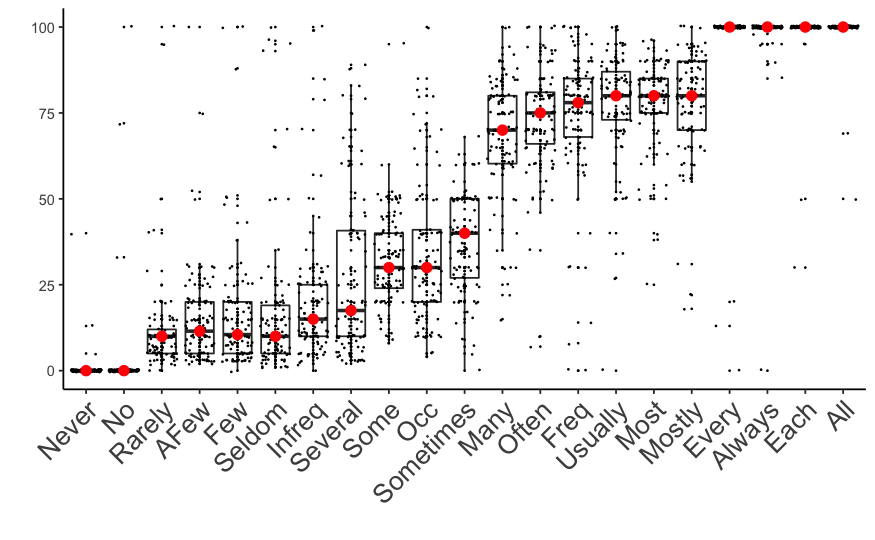 100
75
50
25
0
Never
No
Rarely
AFew
Few
Seldom
Infreq
Several
Some
Occ
Sometimes
Many
Often
Freq
Usually
Most
Mostly
Every
Always
Each
All